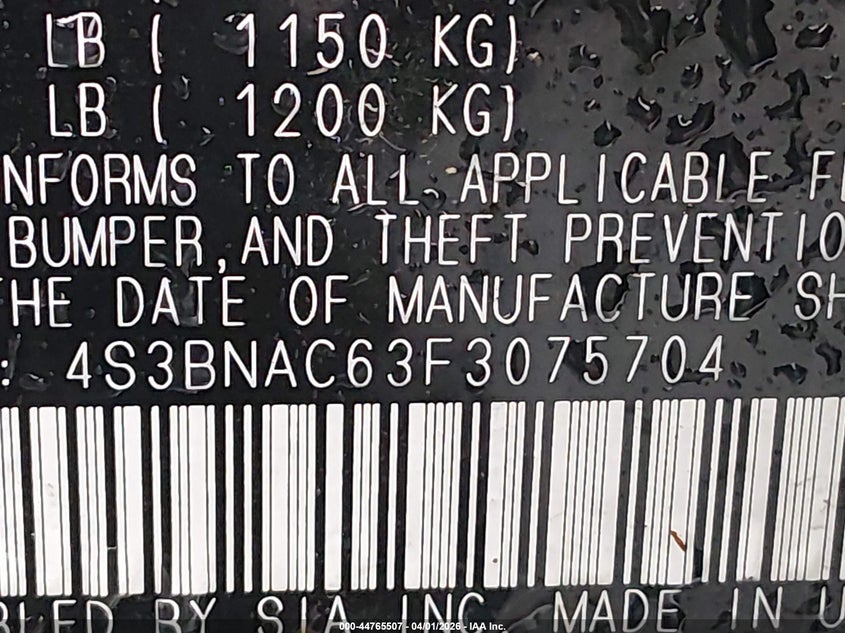 LB ( 1150 KG)
LB ( 1200 KG)
NFORMS TO ALL APPLICABLE F
BUMPER, AND THEFT PREVENTIO
HE DATE OF MANUFACTURE SH
: 4S3BNAC63F3075704
BLED BY SIA, INC. MADE IN U
000-44765507 - 04/01/2026 - IAA Inc.